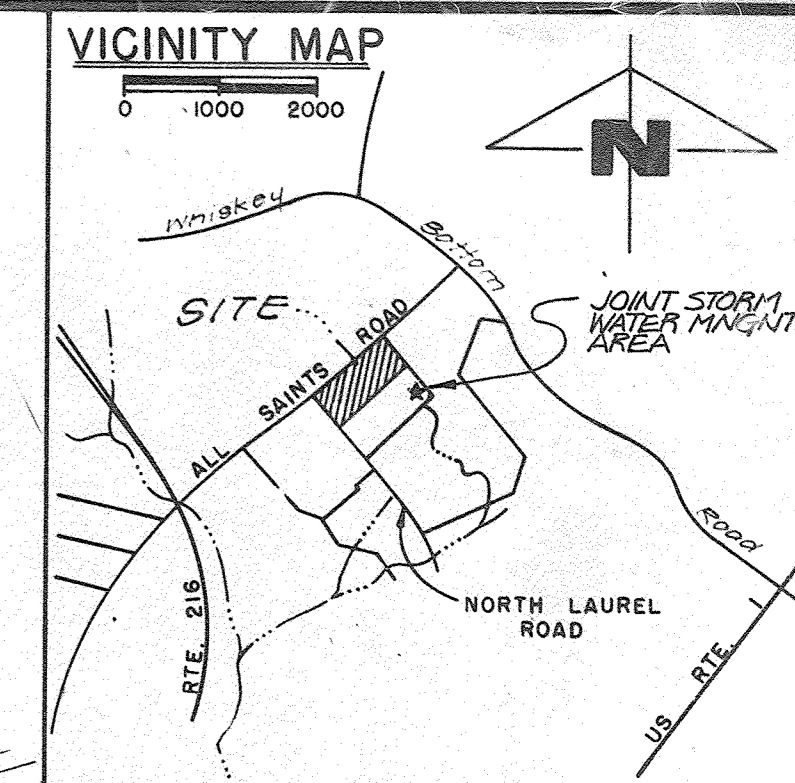 VICINITY MAP
0 1000 2000
N
Whiskey Bottom Road
SITE
JOINT STORM
WATER MNGNT
AREA
ALL SAINTS ROAD
RTE. 216
NORTH LAUREL
ROAD
US RTE. 1